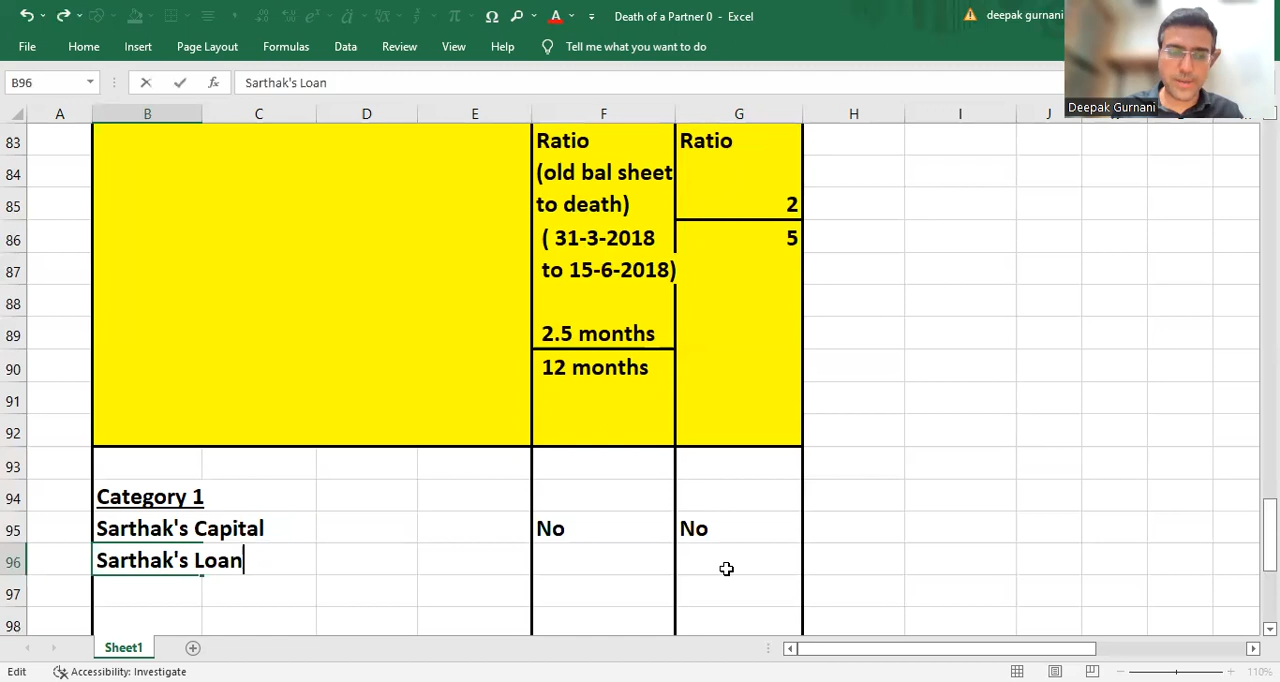 Death of a Partner 0 - Excel
deepak gurnani
File Home Insert Page Layout Formulas Data Review View Help Tell me what you want to do
B96 fx Sarthak's Loan
Deepak Gurnani
A B C D E F G H I J
83 Ratio Ratio
84 (old bal sheet
85 to death) 2
86 ( 31-3-2018 5
87 to 15-6-2018)
88
89 2.5 months
90 12 months
91
92
93
94 Category 1
95 Sarthak's Capital No No
96 Sarthak's Loan
97
98
Sheet1
Edit Accessibility: Investigate 110%